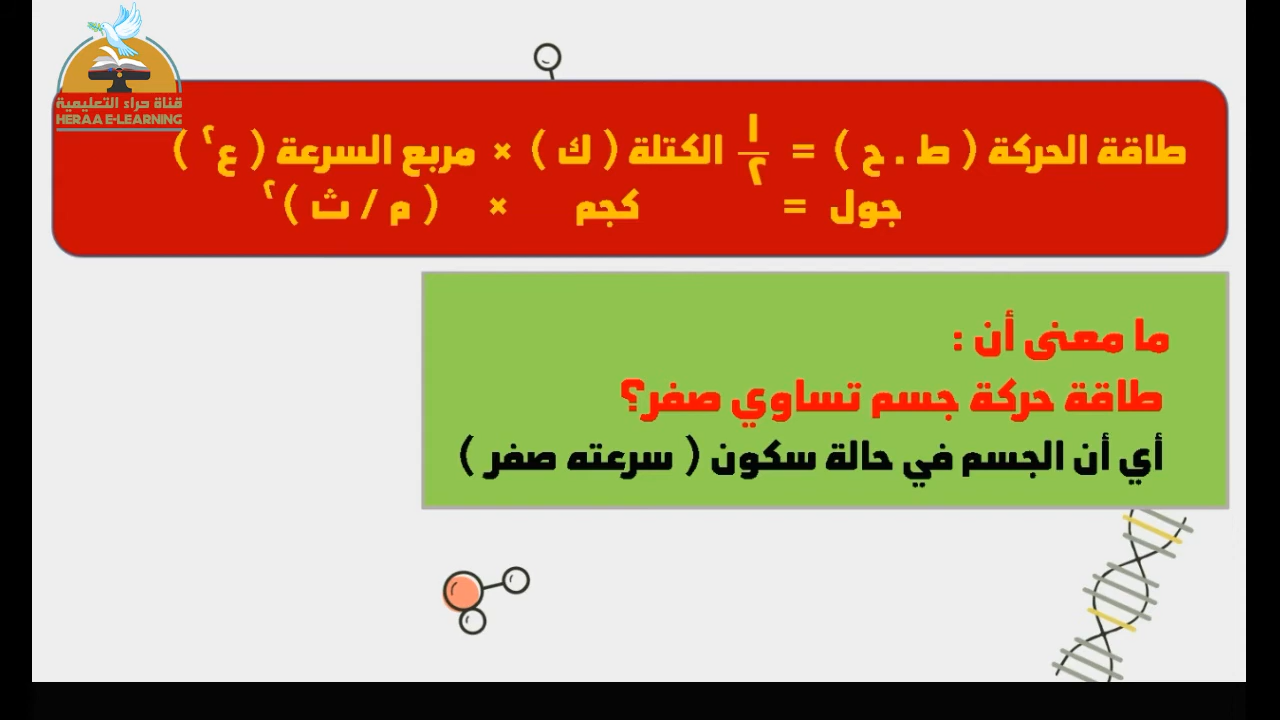 قناة حراء التعليمية
HERAA E-LEARNING
طاقة الحركة ( ط . ح ) = ١/٢ الكتلة ( ك ) × مربع السرعة ( ع٢ )
جول = كجم × ( م / ث )٢
ما معنى أن :
طاقة حركة جسم تساوي صفر؟
أي أن الجسم في حالة سكون ( سرعته صفر )